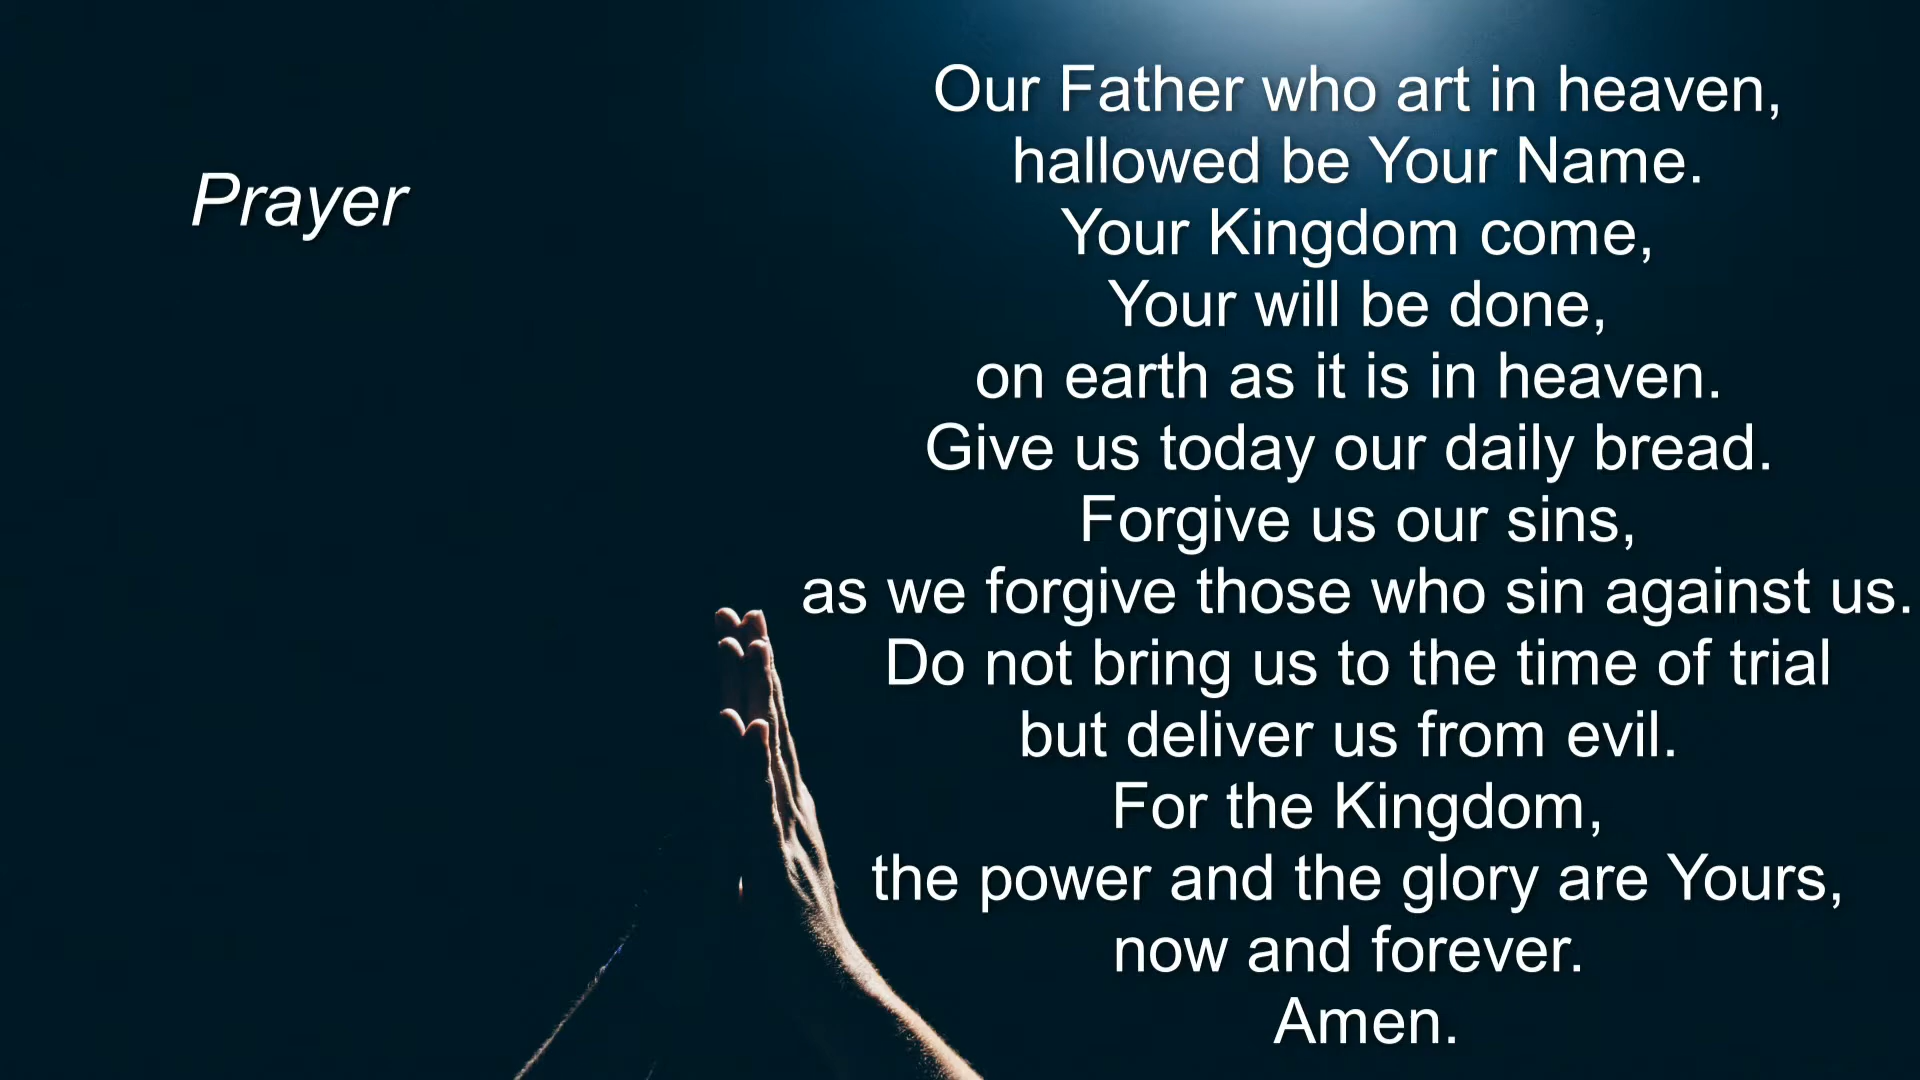 Prayer
Our Father who art in heaven,
hallowed be Your Name.
Your Kingdom come,
Your will be done,
on earth as it is in heaven.
Give us today our daily bread.
Forgive us our sins,
as we forgive those who sin against us.
Do not bring us to the time of trial
but deliver us from evil.
For the Kingdom,
the power and the glory are Yours,
now and forever.
Amen.